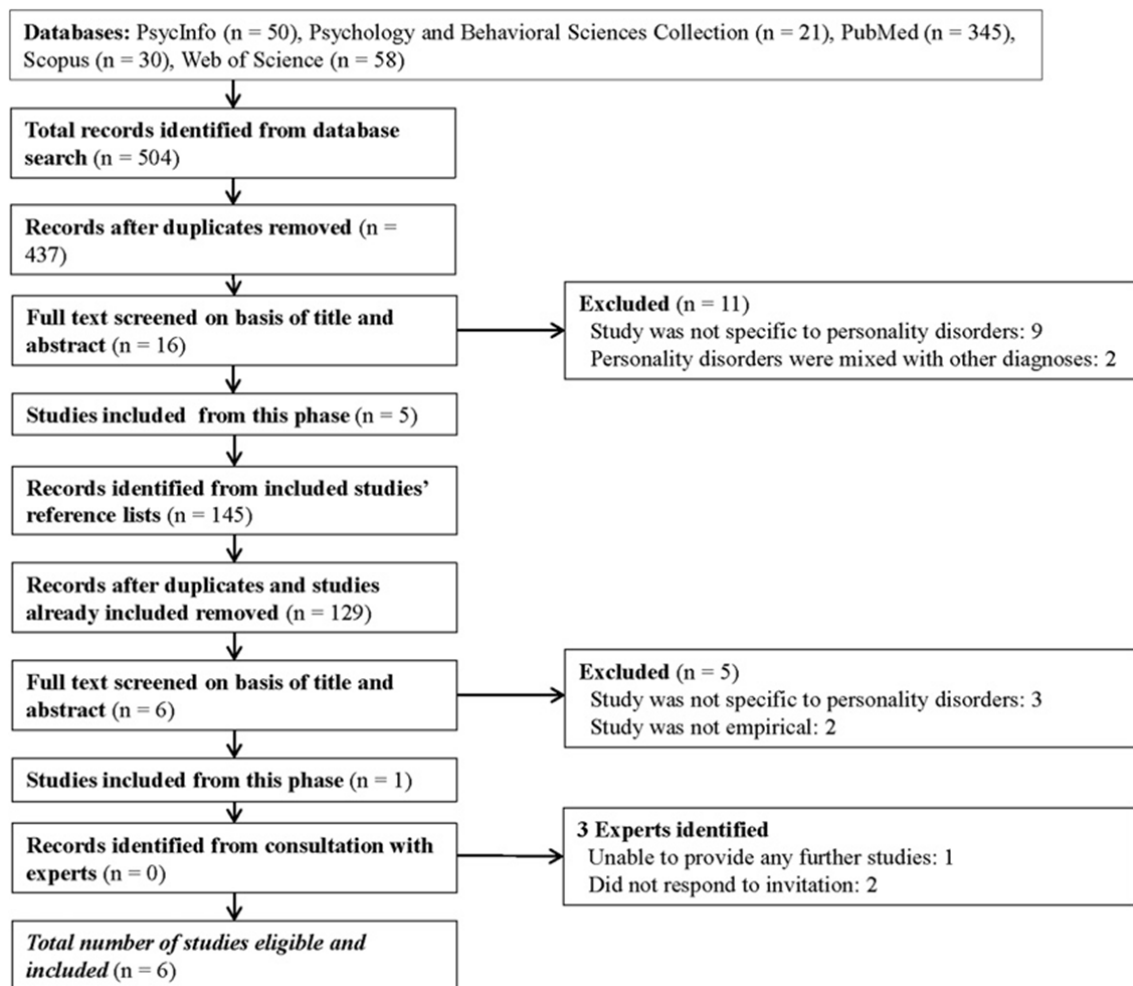 Databases: PsycInfo (n = 50), Psychology and Behavioral Sciences Collection (n = 21), PubMed (n = 345),
Scopus (n = 30), Web of Science (n = 58)
Total records identified from database
search (n = 504)
Records after duplicates removed (n =
437)
Full text screened on basis of title and
abstract (n = 16)
Excluded (n = 11)
Study was not specific to personality disorders: 9
Personality disorders were mixed with other diagnoses: 2
Studies included from this phase (n = 5)
Records identified from included studies’
reference lists (n = 145)
Records after duplicates and studies
already included removed (n = 129)
Full text screened on basis of title and
abstract (n = 6)
Excluded (n = 5)
Study was not specific to personality disorders: 3
Study was not empirical: 2
Studies included from this phase (n = 1)
Records identified from consultation with
experts (n = 0)
3 Experts identified
Unable to provide any further studies: 1
Did not respond to invitation: 2
Total number of studies eligible and
included (n = 6)